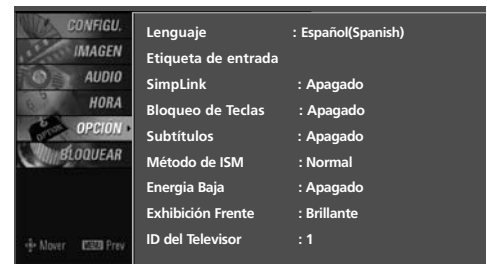 CONFIGU.
IMAGEN
AUDIO
HORA
OPCION
BLOQUEAR
Mover MENU Prev
Lenguaje : Español(Spanish)
Etiqueta de entrada
SimpLink : Apagado
Bloqueo de Teclas : Apagado
Subtítulos : Apagado
Método de ISM : Normal
Energia Baja : Apagado
Exhibición Frente : Brillante
ID del Televisor : 1